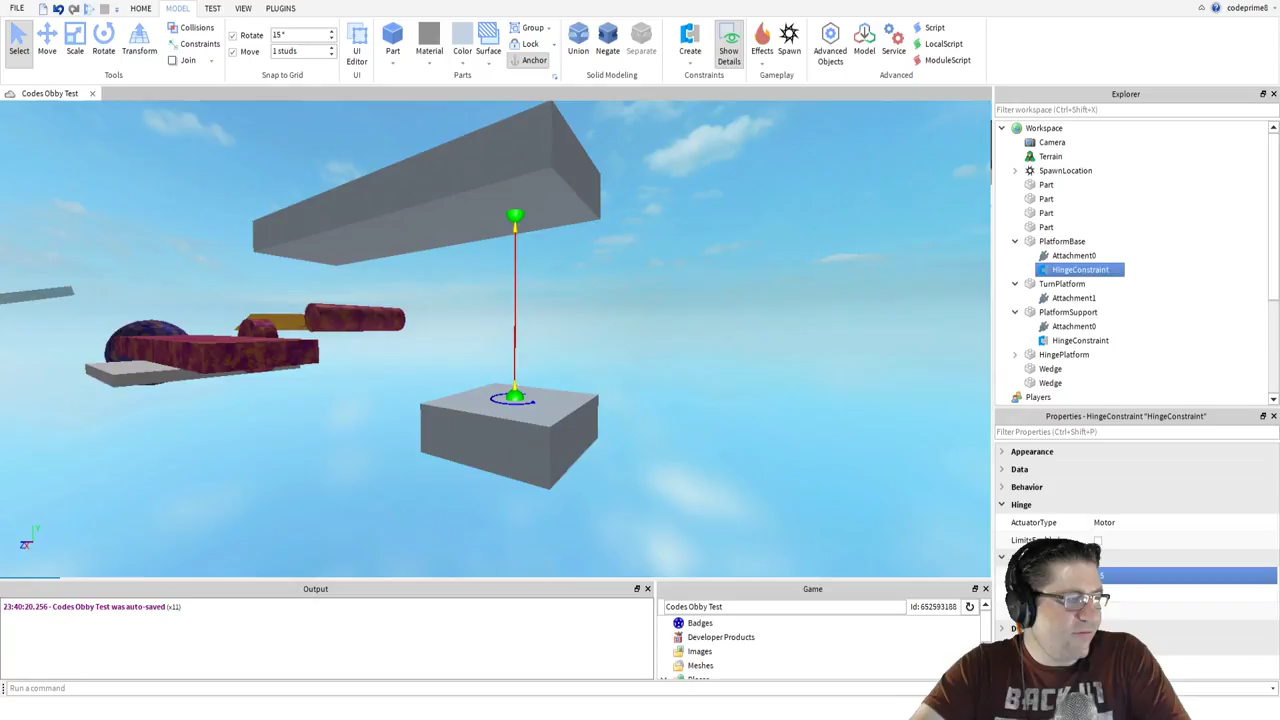 FILE
HOME
MODEL
TEST
VIEW
PLUGINS
codeprime8
Select
Move
Scale
Rotate
Transform
Collisions
Constraints
Join
Tools
Rotate 15°
Move 1 studs
Snap to Grid
UI
Editor
UI
Part
Material
Color
Surface
Group
Lock
Anchor
Parts
Union
Negate
Separate
Solid Modeling
Create
Show
Details
Constraints
Effects
Spawn
Gameplay
Advanced
Objects
Model
Service
Script
LocalScript
ModuleScript
Advanced
Codes Obby Test
Explorer
Filter workspace (Ctrl+Shift+X)
Workspace
Camera
Terrain
SpawnLocation
Part
Part
Part
Part
PlatformBase
Attachment0
HingeConstraint
TurnPlatform
Attachment1
PlatformSupport
Attachment0
HingeConstraint
HingePlatform
Wedge
Wedge
Players
Properties - HingeConstraint "HingeConstraint"
Filter Properties (Ctrl+Shift+P)
Appearance
Data
Behavior
Hinge
ActuatorType Motor
5
Y
ZX
Output
23:40:20.256 - Codes Obby Test was auto-saved (x11)
Game
Codes Obby Test
Id: 652593188
Badges
Developer Products
Images
Meshes
Run a command